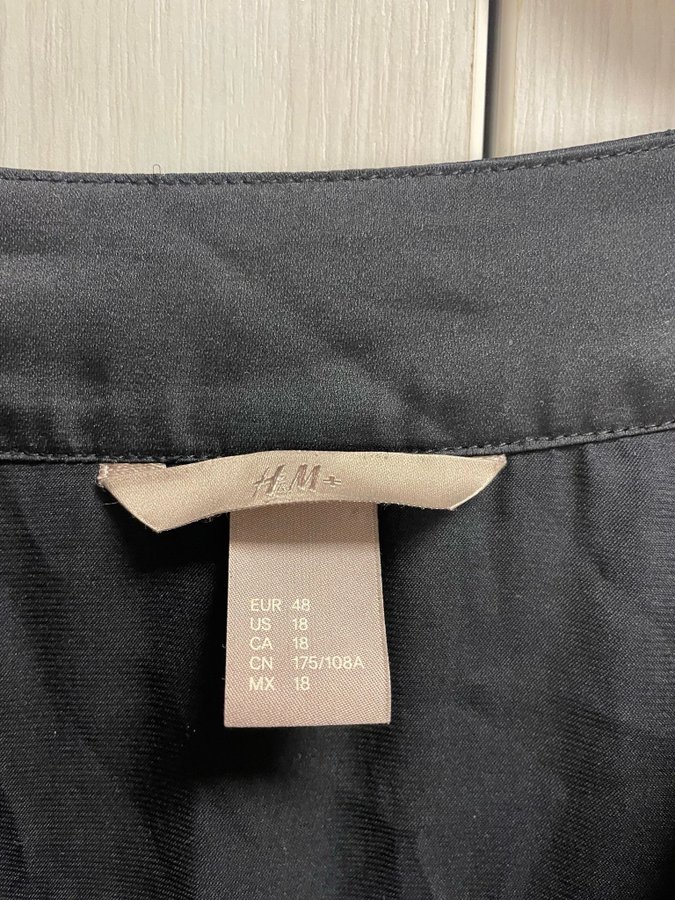 H&M+
EUR 48
US 18
CA 18
CN 175/108A
MX 18